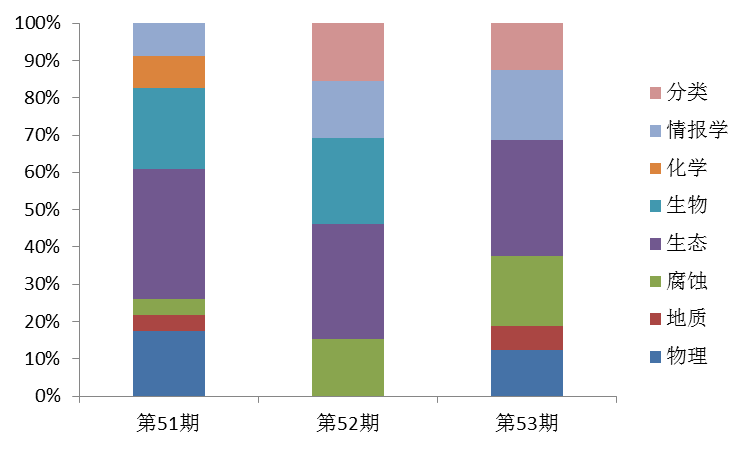 100%
90%
80%
70%
60%
50%
40%
30%
20%
10%
0%
第51期
第52期
第53期
分类
情报学
化学
生物
生态
腐蚀
地质
物理